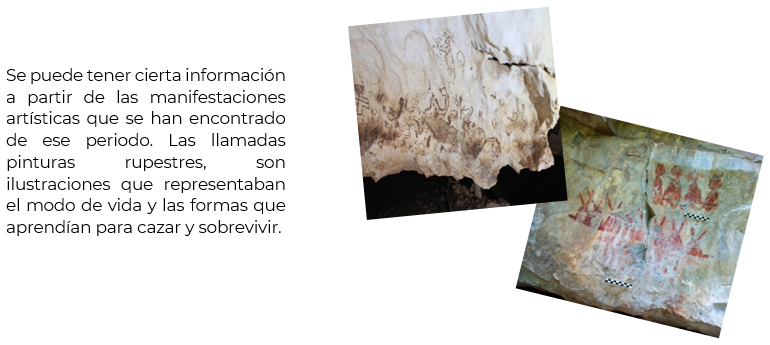 Se puede tener cierta información
a partir de las manifestaciones
artísticas que se han encontrado
de ese periodo. Las llamadas
pinturas rupestres, son
ilustraciones que representaban
el modo de vida y las formas que
aprendían para cazar y sobrevivir.